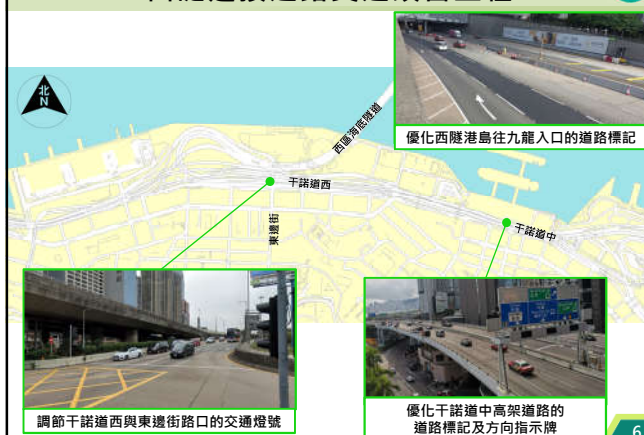 優化西隧港島往九龍入口的道路標記
北
N
西區海底隧道
干諾道西
東邊街
干諾道中
調節干諾道西與東邊街路口的交通燈號
優化干諾道中高架道路的
道路標記及方向指示牌
6